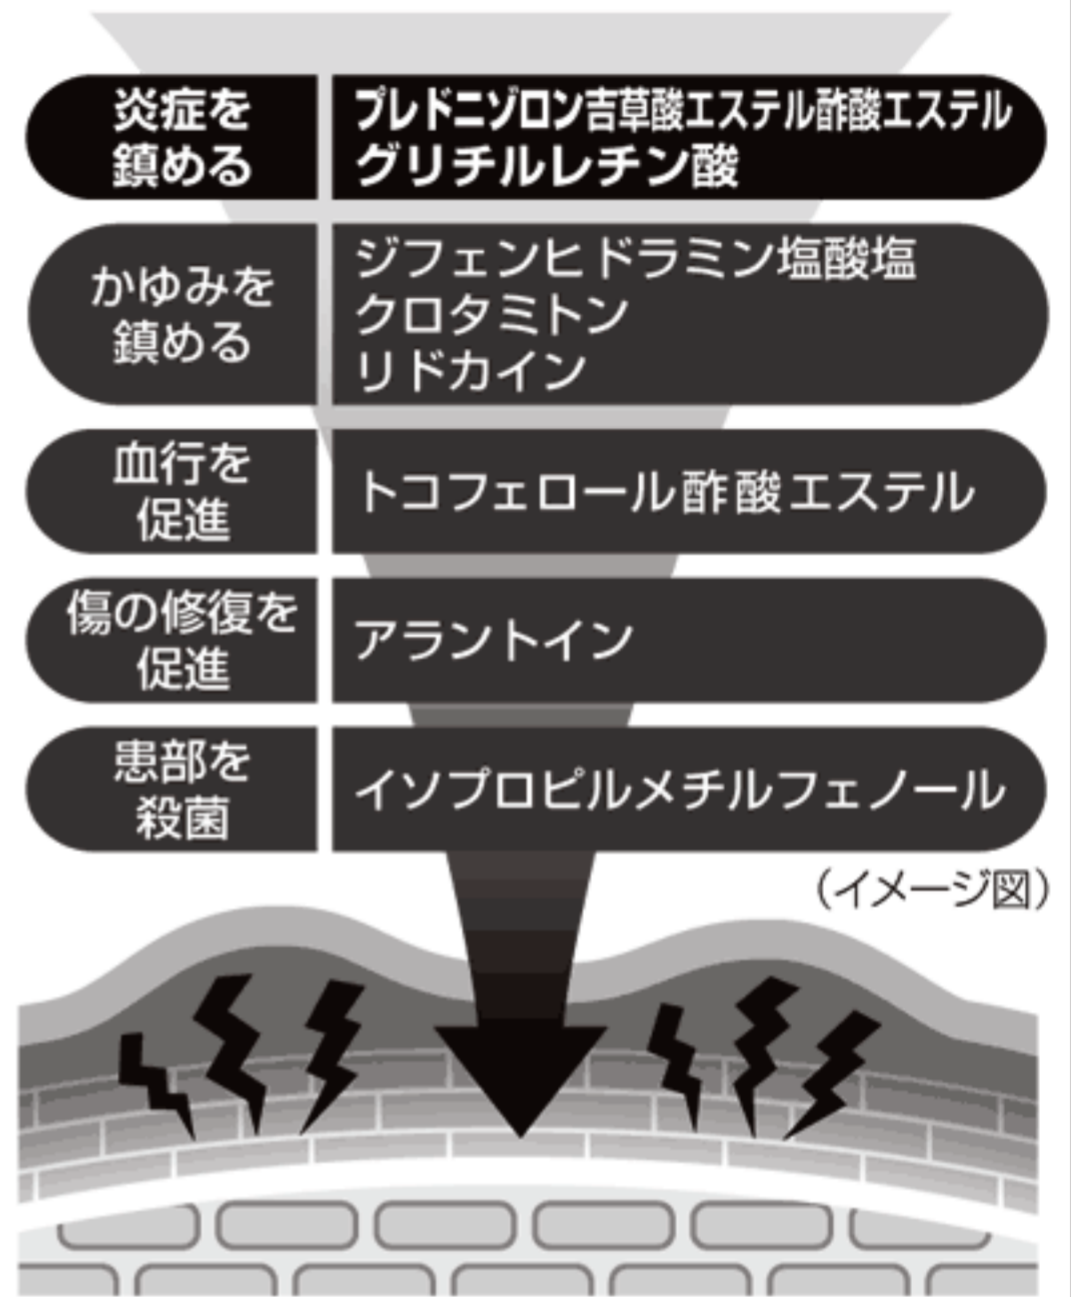 炎症を
鎮める
プレドニゾロン吉草酸エステル酢酸エステル
グリチルレチン酸
かゆみを
鎮める
ジフェンヒドラミン塩酸塩
クロタミトン
リドカイン
血行を
促進
トコフェロール酢酸エステル
傷の修復を
促進
アラントイン
患部を
殺菌
イソプロピルメチルフェノール
（イメージ図）